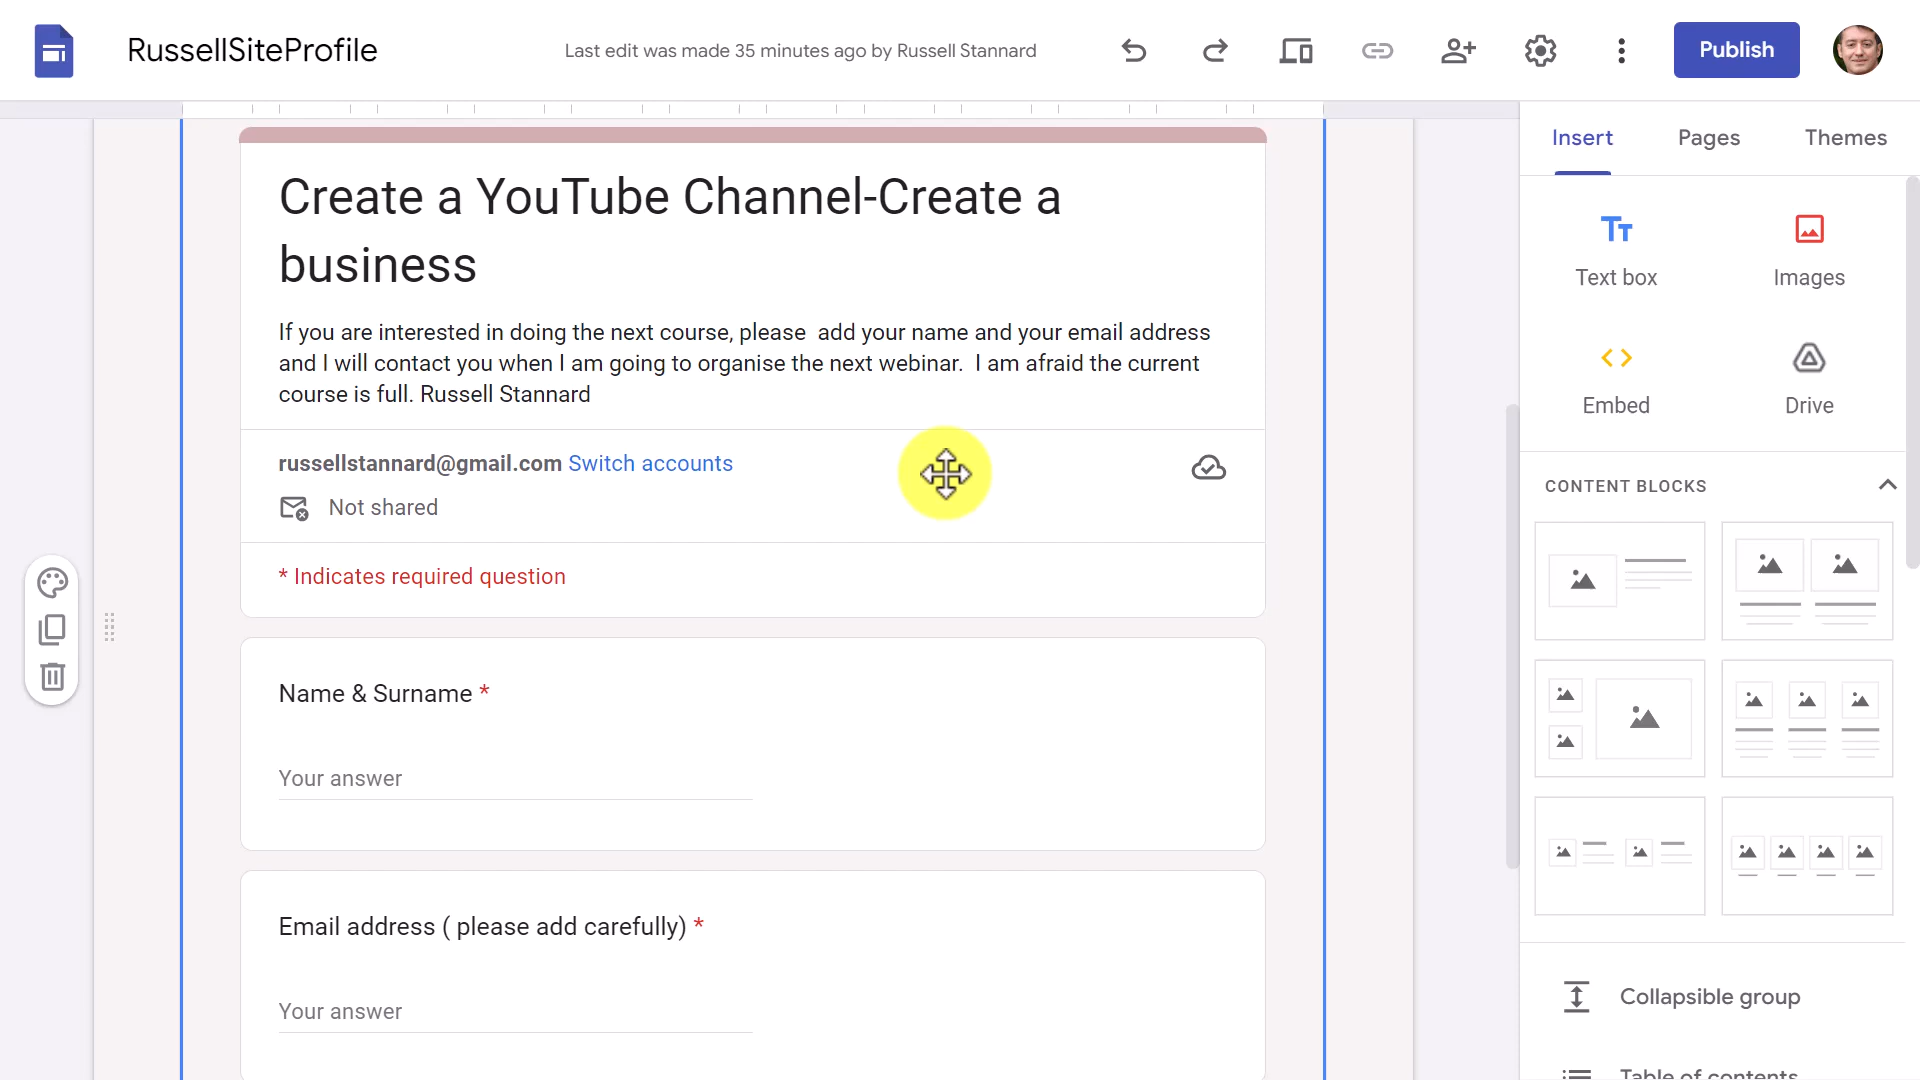 RussellSiteProfile
Last edit was made 35 minutes ago by Russell Stannard
Publish
Insert
Pages
Themes
Create a YouTube Channel-Create a
business
If you are interested in doing the next course, please  add your name and your email address
and I will contact you when I am going to organise the next webinar.  I am afraid the current
course is full. Russell Stannard
russellstannard@gmail.com Switch accounts
Not shared
* Indicates required question
Name & Surname *
Your answer
Email address ( please add carefully) *
Your answer
Text box
Images
Embed
Drive
CONTENT BLOCKS
Collapsible group
Table of contents